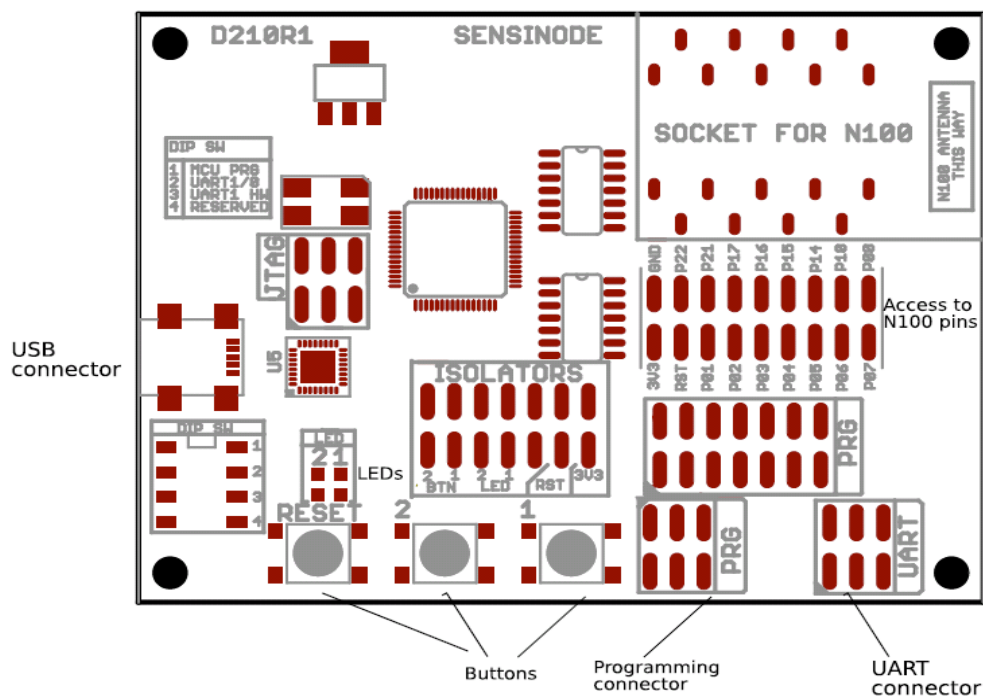 D210R1
SENSINODE
SOCKET FOR N100
N100 ANTENNA
THIS WAY
DIP SW
1 MCU PRG
2 UART1/8
3 UART1 HW
4 RESERVED
JTAG
GND P22 P21 P17 P16 P15 P14 P10 P00
Access to
N100 pins
3V3 RST P01 P02 P03 P04 P05 P06 P07
USB
connector
U5
ISOLATORS
2 1 2 1
BTN LED RST 3V3
PRG
DIP SW
1
2
3
4
LED
21
LEDs
RESET
2
1
PRG
UART
Buttons
Programming
connector
UART
connector